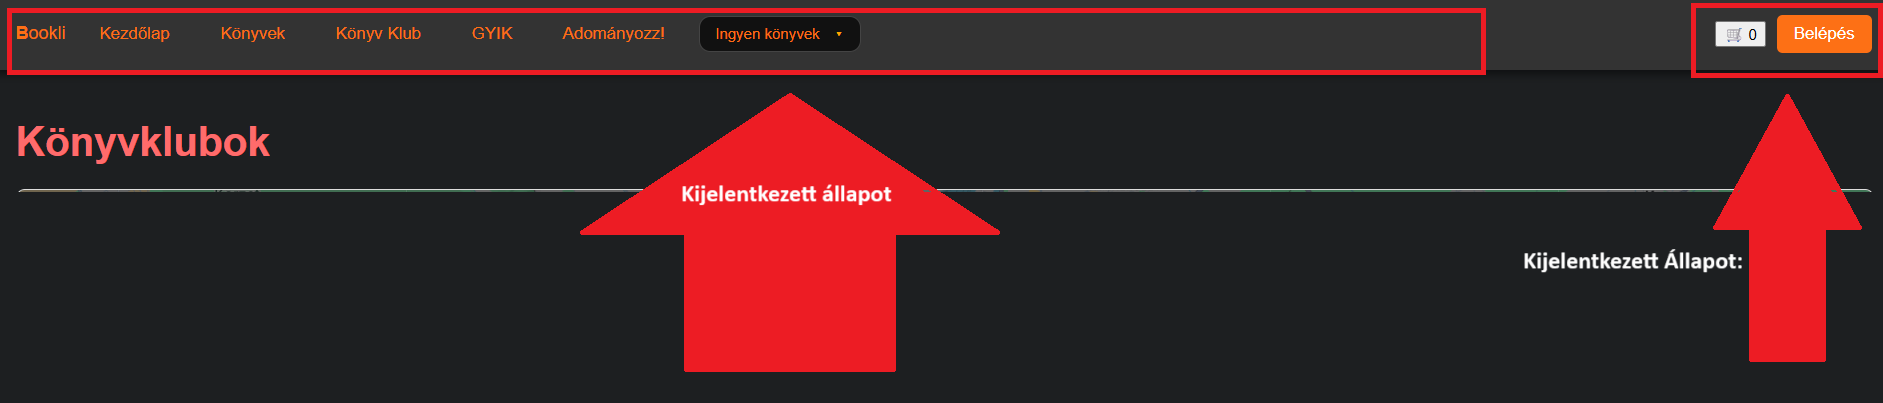 Bookli Kezdőlap Könyvek Könyv Klub GYIK Adományozz! Ingyen könyvek 0 Belépés
Könyvklubok
Kijelentkezett állapot
Kijelentkezett Állapot: